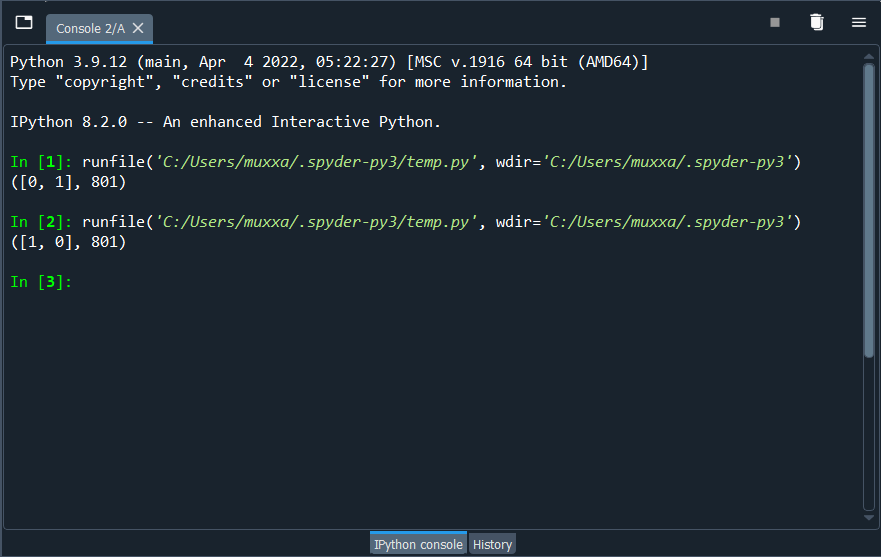 Console 2/A
Python 3.9.12 (main, Apr  4 2022, 05:22:27) [MSC v.1916 64 bit (AMD64)]
Type "copyright", "credits" or "license" for more information.
IPython 8.2.0 -- An enhanced Interactive Python.
In [1]: runfile('C:/Users/muxxa/.spyder-py3/temp.py', wdir='C:/Users/muxxa/.spyder-py3')
([0, 1], 801)
In [2]: runfile('C:/Users/muxxa/.spyder-py3/temp.py', wdir='C:/Users/muxxa/.spyder-py3')
([1, 0], 801)
In [3]:
IPython console History